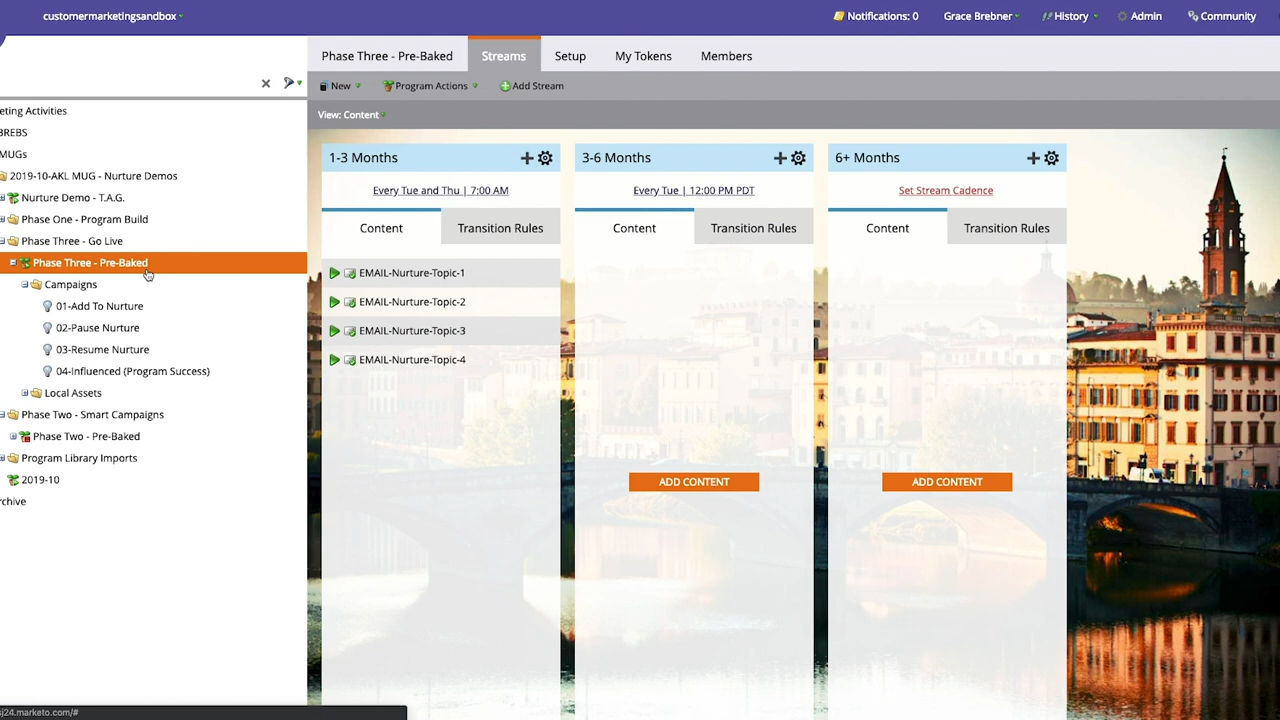 customermarketingsandbox
Notifications: 0
Grace Brebner
History
Admin
Community
Phase Three - Pre-Baked
Streams
Setup
My Tokens
Members
New
Program Actions
Add Stream
View: Content
eting Activities
BREBS
MUGs
2019-10-AKL MUG - Nurture Demos
Nurture Demo - T.A.G.
Phase One - Program Build
Phase Three - Go Live
Phase Three - Pre-Baked
Campaigns
01-Add To Nurture
02-Pause Nurture
03-Resume Nurture
04-Influenced (Program Success)
Local Assets
Phase Two - Smart Campaigns
Phase Two - Pre-Baked
Program Library Imports
2019-10
rchive
1-3 Months
Every Tue and Thu | 7:00 AM
Content
Transition Rules
EMAIL-Nurture-Topic-1
EMAIL-Nurture-Topic-2
EMAIL-Nurture-Topic-3
EMAIL-Nurture-Topic-4
3-6 Months
Every Tue | 12:00 PM PDT
Content
Transition Rules
ADD CONTENT
6+ Months
Set Stream Cadence
Content
Transition Rules
ADD CONTENT
sj24.marketo.com/#